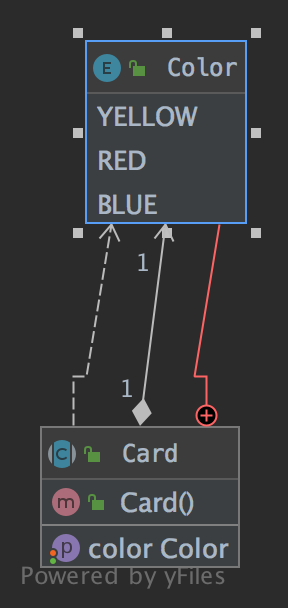 E Color
YELLOW
RED
BLUE
1
1
C Card
m Card()
p color Color
Powered by yFiles